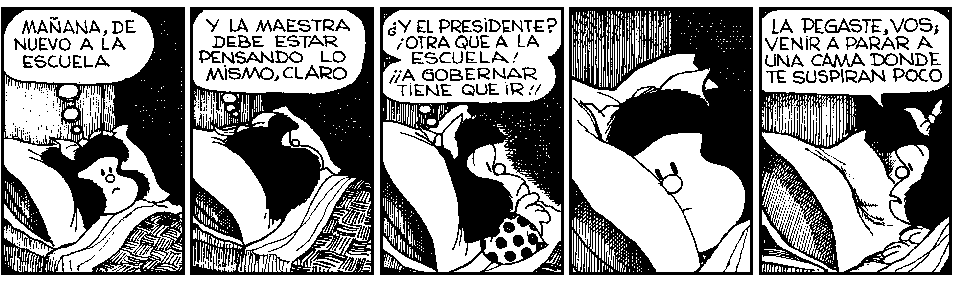 MAÑANA, DE
NUEVO A LA
ESCUELA
Y LA MAESTRA
DEBE ESTAR
PENSANDO LO
MISMO, CLARO
¿Y EL PRESIDENTE?
¡OTRA QUE A LA
ESCUELA!
¡¡A GOBERNAR
TIENE QUE IR!!
LA PEGASTE, VOS;
VENIR A PARAR A
UNA CAMA DONDE
TE SUSPIRAN POCO